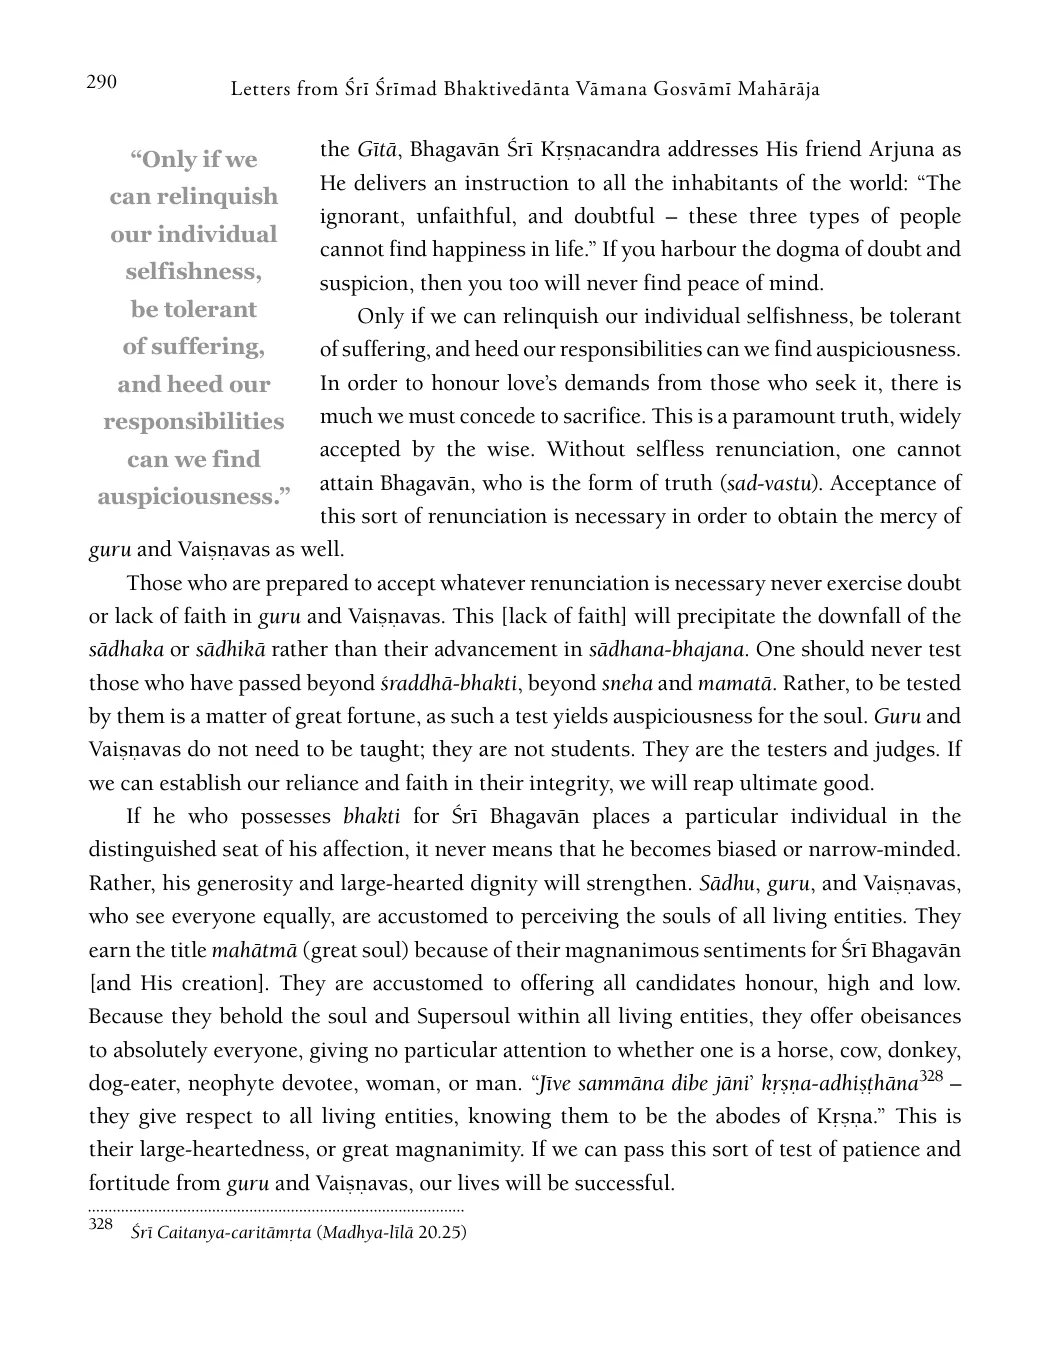 290
Letters from Śrī Śrīmad Bhaktivedānta Vāmana Gosvāmī Mahārāja
“Only if we
can relinquish
our individual
selfishness,
be tolerant
of suffering,
and heed our
responsibilities
can we find
auspiciousness.”
the Gītā, Bhagavān Śrī Kṛṣṇacandra addresses His friend Arjuna as
He delivers an instruction to all the inhabitants of the world: “The
ignorant, unfaithful, and doubtful – these three types of people
cannot find happiness in life.” If you harbour the dogma of doubt and
suspicion, then you too will never find peace of mind.
Only if we can relinquish our individual selfishness, be tolerant
of suffering, and heed our responsibilities can we find auspiciousness.
In order to honour love’s demands from those who seek it, there is
much we must concede to sacrifice. This is a paramount truth, widely
accepted by the wise. Without selfless renunciation, one cannot
attain Bhagavān, who is the form of truth (sad-vastu). Acceptance of
this sort of renunciation is necessary in order to obtain the mercy of
guru and Vaiṣṇavas as well.
Those who are prepared to accept whatever renunciation is necessary never exercise doubt
or lack of faith in guru and Vaiṣṇavas. This [lack of faith] will precipitate the downfall of the
sādhaka or sādhikā rather than their advancement in sādhana-bhajana. One should never test
those who have passed beyond śraddhā-bhakti, beyond sneha and mamatā. Rather, to be tested
by them is a matter of great fortune, as such a test yields auspiciousness for the soul. Guru and
Vaiṣṇavas do not need to be taught; they are not students. They are the testers and judges. If
we can establish our reliance and faith in their integrity, we will reap ultimate good.
If he who possesses bhakti for Śrī Bhagavān places a particular individual in the
distinguished seat of his affection, it never means that he becomes biased or narrow-minded.
Rather, his generosity and large-hearted dignity will strengthen. Sādhu, guru, and Vaiṣṇavas,
who see everyone equally, are accustomed to perceiving the souls of all living entities. They
earn the title mahātmā (great soul) because of their magnanimous sentiments for Śrī Bhagavān
[and His creation]. They are accustomed to offering all candidates honour, high and low.
Because they behold the soul and Supersoul within all living entities, they offer obeisances
to absolutely everyone, giving no particular attention to whether one is a horse, cow, donkey,
dog-eater, neophyte devotee, woman, or man. “Jīve sammāna dibe jāni’ kṛṣṇa-adhiṣṭhāna328 –
they give respect to all living entities, knowing them to be the abodes of Kṛṣṇa.” This is
their large-heartedness, or great magnanimity. If we can pass this sort of test of patience and
fortitude from guru and Vaiṣṇavas, our lives will be successful.
328 Śrī Caitanya-caritāmṛta (Madhya-līlā 20.25)